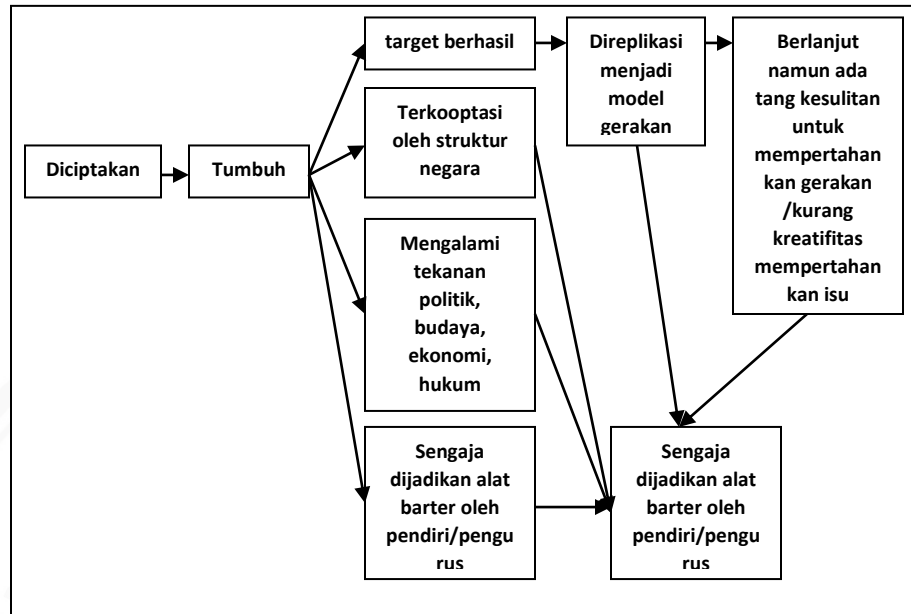 Diciptakan
Tumbuh
target berhasil
Terkooptasi
oleh struktur
negara
Mengalami
tekanan
politik,
budaya,
ekonomi,
hukum
Sengaja
dijadikan alat
barter oleh
pendiri/pengu
rus
Direplikasi
menjadi
model
gerakan
Berlanjut
namun ada
tang kesulitan
untuk
mempertahan
kan gerakan
/kurang
kreatifitas
mempertahan
kan isu
Sengaja
dijadikan alat
barter oleh
pendiri/pengu
rus